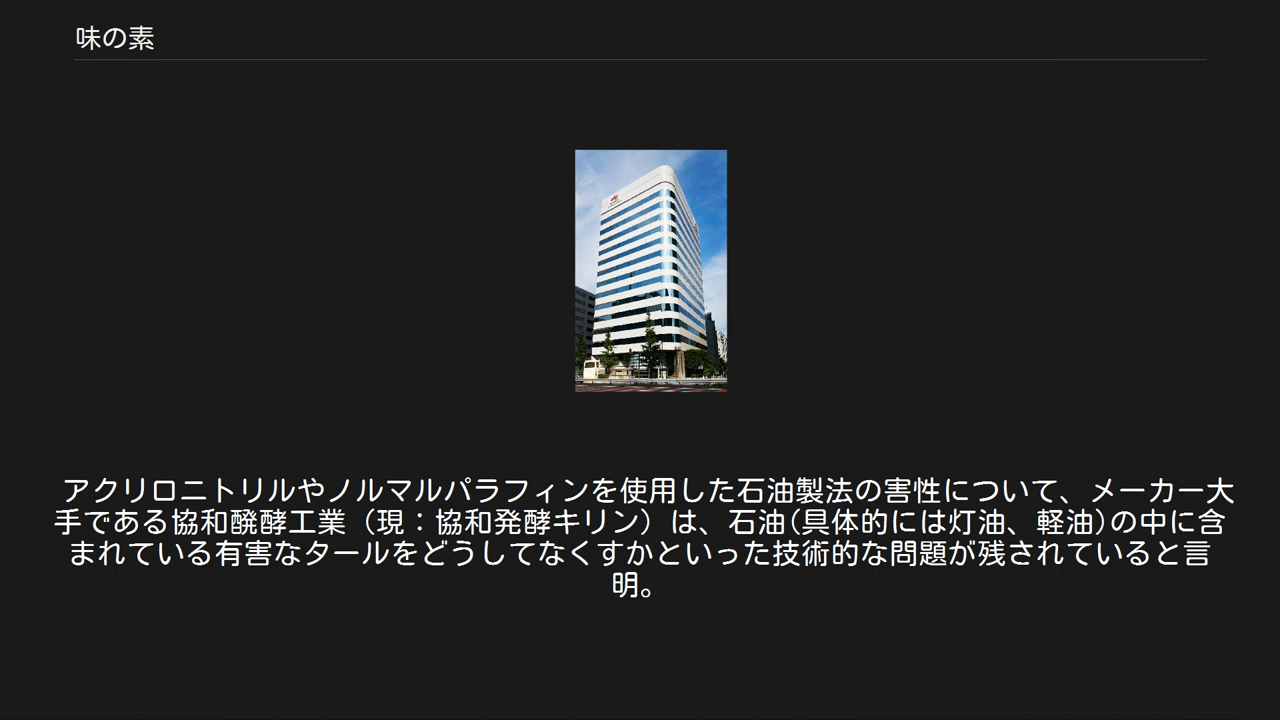 味の素
アクリロニトリルやノルマルパラフィンを使用した石油製法の害性について、メーカー大
手である協和醗酵工業（現：協和発酵キリン）は、石油(具体的には灯油、軽油)の中に含
まれている有害なタールをどうしてなくすかといった技術的な問題が残されていると言
明。